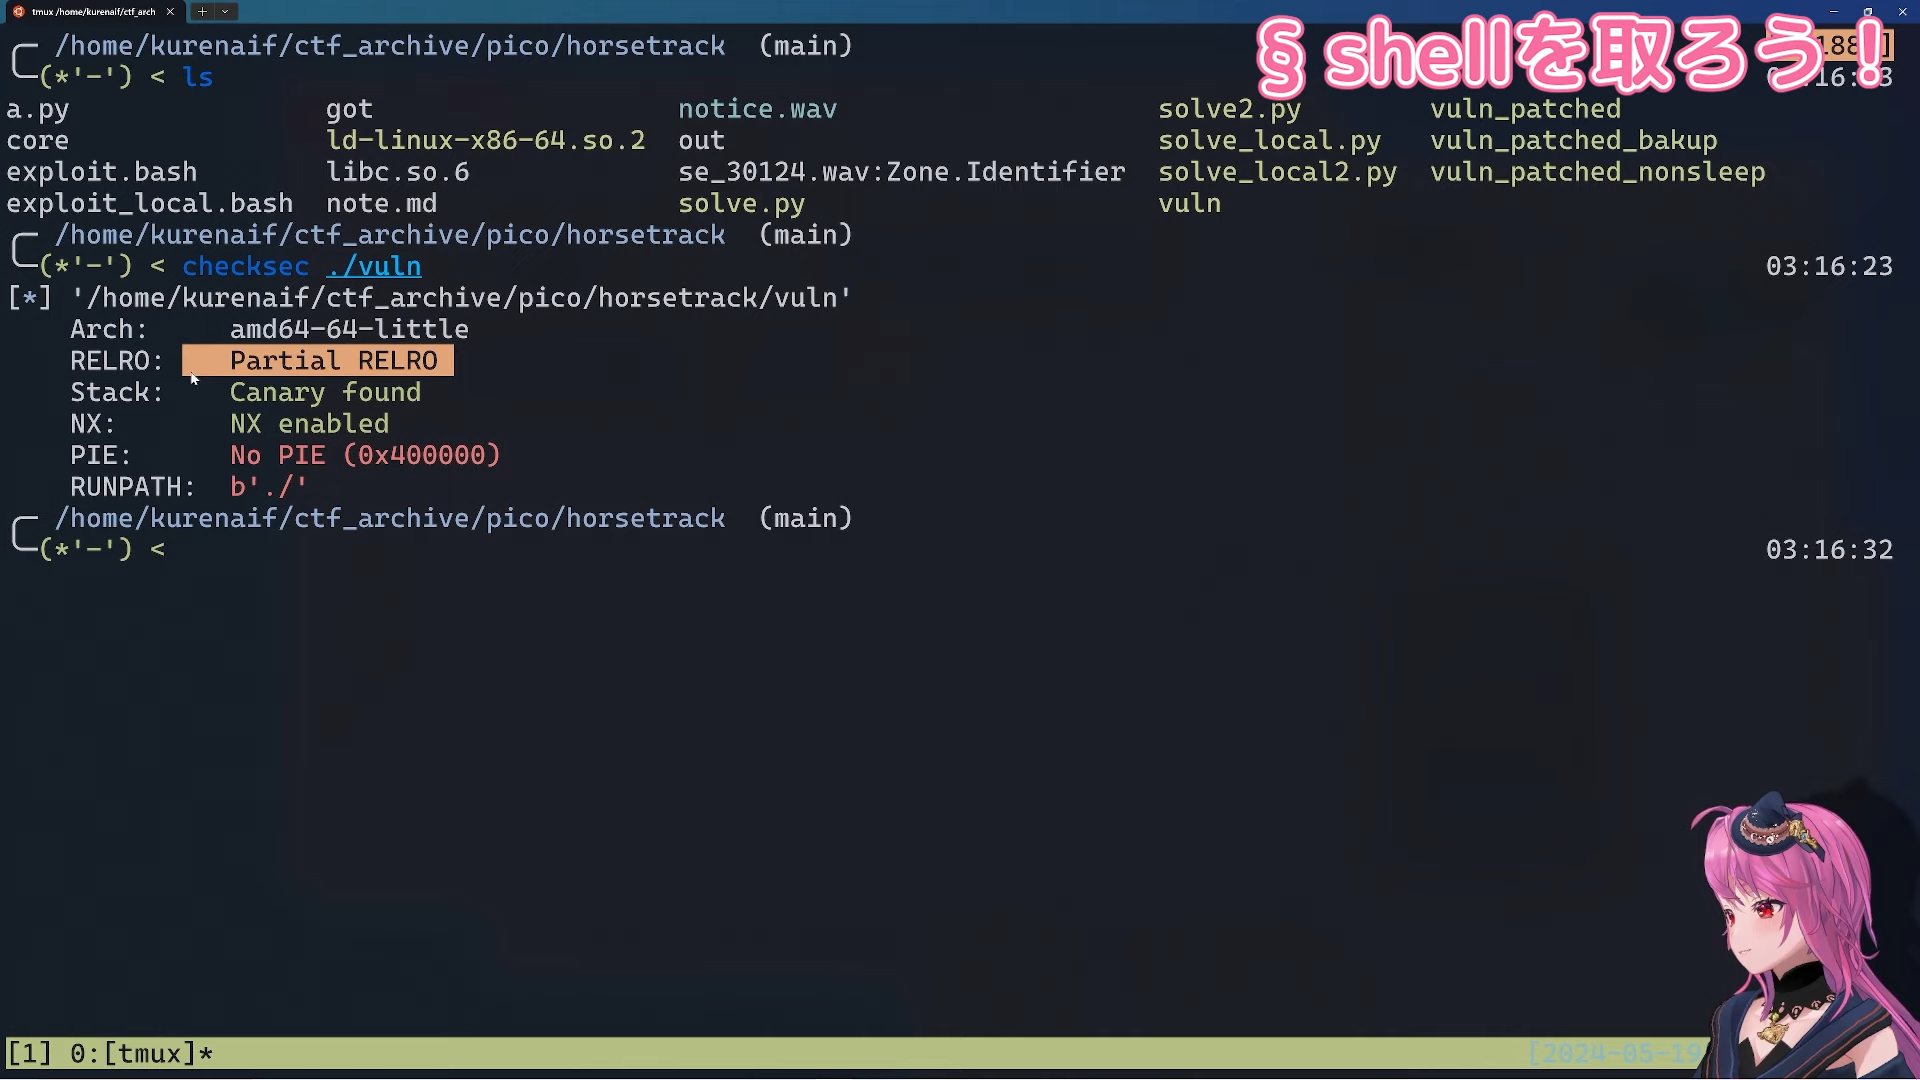 tmux /home/kurenaif/ctf_arch
§ shellを取ろう！
/home/kurenaif/ctf_archive/pico/horsetrack (main)
(*'-') < ls
a.py got notice.wav solve2.py vuln_patched
core ld-linux-x86-64.so.2 out solve_local.py vuln_patched_bakup
exploit.bash libc.so.6 se_30124.wav:Zone.Identifier solve_local2.py vuln_patched_nonsleep
exploit_local.bash note.md solve.py vuln
/home/kurenaif/ctf_archive/pico/horsetrack (main)
(*'-') < checksec ./vuln 03:16:23
[*] '/home/kurenaif/ctf_archive/pico/horsetrack/vuln'
Arch: amd64-64-little
RELRO: Partial RELRO
Stack: Canary found
NX: NX enabled
PIE: No PIE (0x400000)
RUNPATH: b'./'
/home/kurenaif/ctf_archive/pico/horsetrack (main)
(*'-') < 03:16:32
[1] 0:[tmux]* [2024-05-19